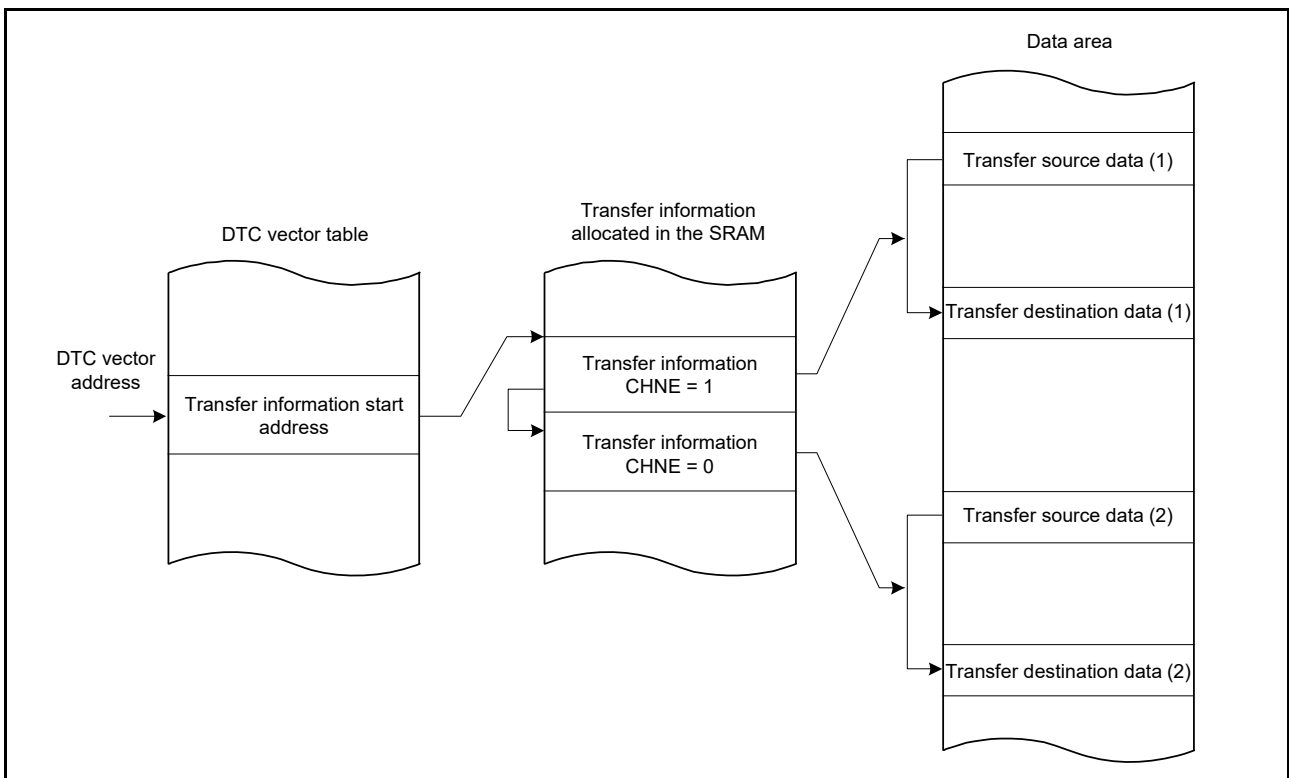 Data area
Transfer source data (1)
Transfer information
allocated in the SRAM
DTC vector table
Transfer destination data (1)
DTC vector
address
Transfer information
CHNE = 1
Transfer information start
address
Transfer information
CHNE = 0
Transfer source data (2)
Transfer destination data (2)